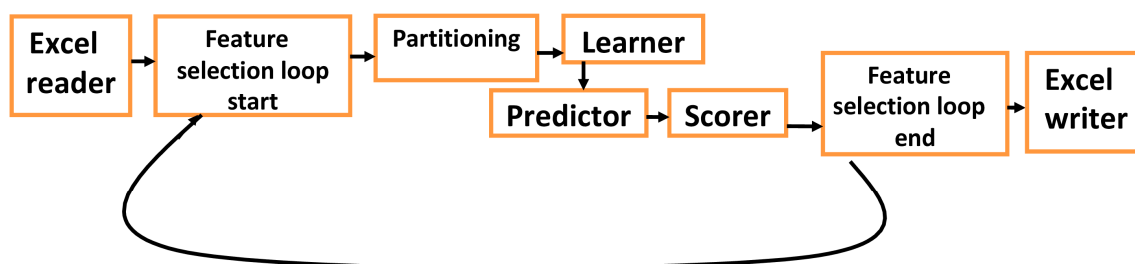 Excel
reader
Feature
selection loop
start
Partitioning
Learner
Predictor
Scorer
Feature
selection loop
end
Excel
writer